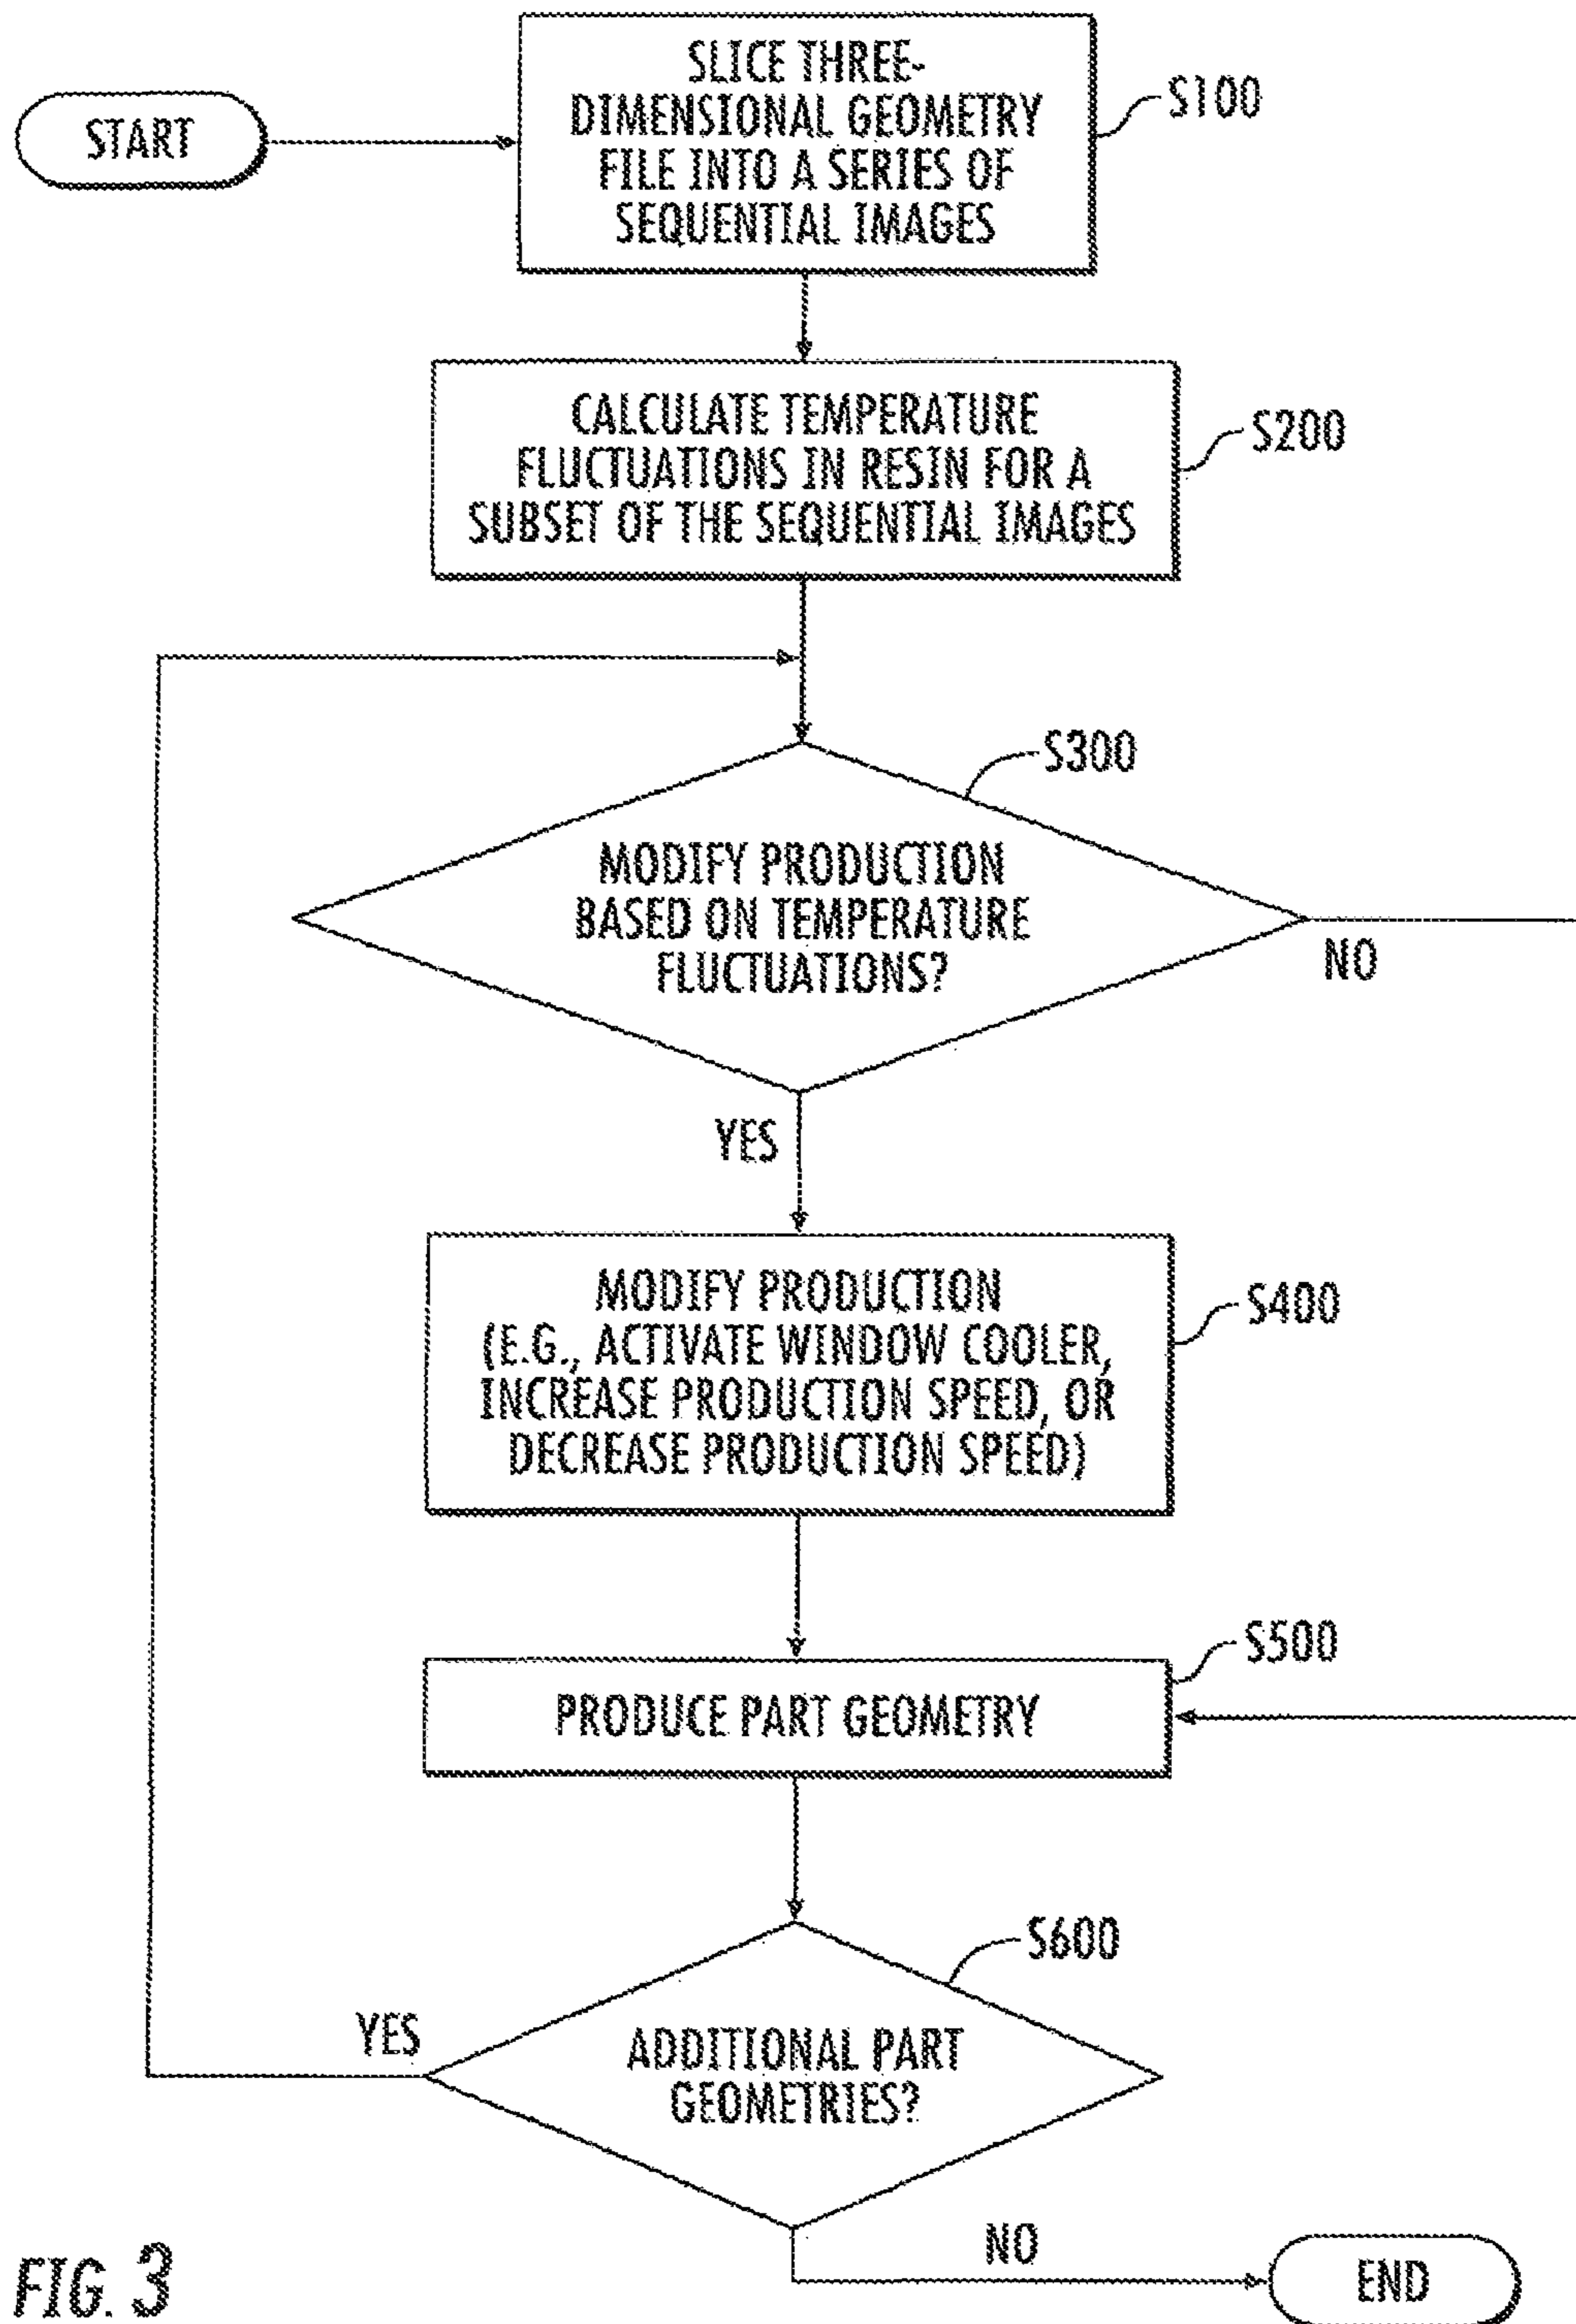 START
SLICE THREE-
DIMENSIONAL GEOMETRY
FILE INTO A SERIES OF
SEQUENTIAL IMAGES
S100
CALCULATE TEMPERATURE
FLUCTUATIONS IN RESIN FOR A
SUBSET OF THE SEQUENTIAL IMAGES
S200
S300
MODIFY PRODUCTION
BASED ON TEMPERATURE
FLUCTUATIONS?
NO
YES
MODIFY PRODUCTION
(E.G., ACTIVATE WINDOW COOLER,
INCREASE PRODUCTION SPEED, OR
DECREASE PRODUCTION SPEED)
S400
S500
PRODUCE PART GEOMETRY
S600
YES
ADDITIONAL PART
GEOMETRIES?
NO
END
FIG. 3